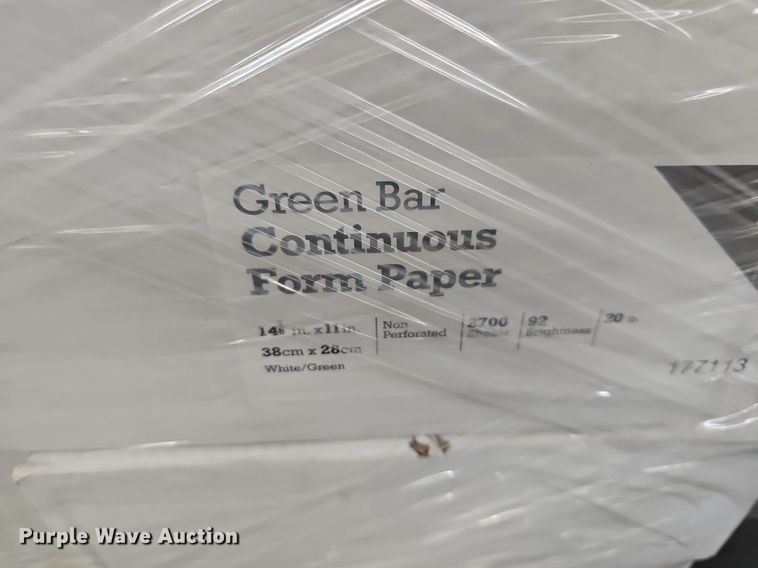 Green Bar
Continuous
Form Paper
14⅞ in. x 11 in.
38cm x 28cm
White/Green
Non
Perforated
2700
Sheets
92
Brightness
20 lb.
177113
Purple Wave Auction